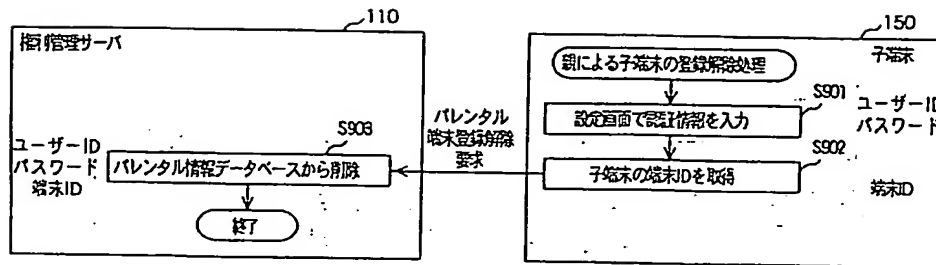 110
権利管理サーバ
S903
ユーザーID
パスワード
端末ID
パレンタル情報データベースから削除
終了
パレンタル
端末登録解除
要求
150
子端末
親による子端末の登録解除処理
S901
設定画面で認証情報を入力
ユーザーID
パスワード
S902
子端末の端末IDを取得
端末ID